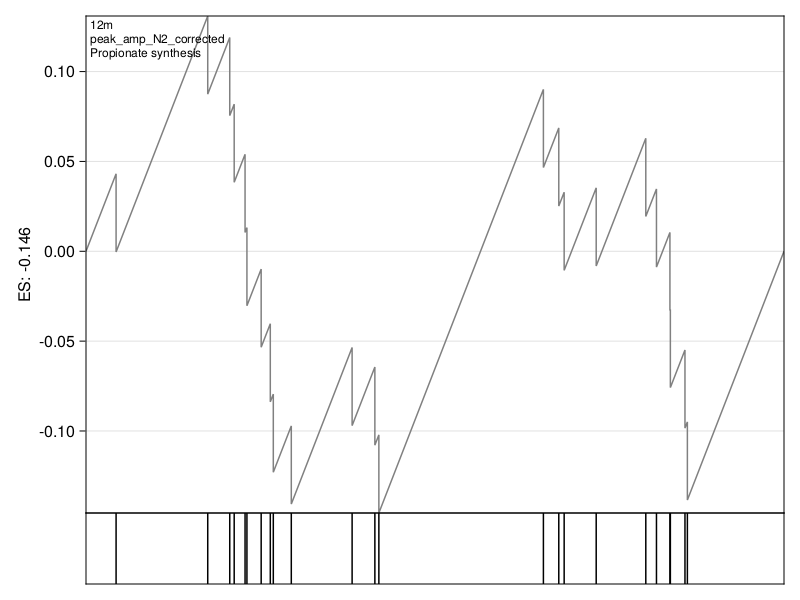 12m
peak_amp_N2_corrected
Propionate synthesis
0.10
0.05
0.00
-0.05
-0.10
ES: -0.146